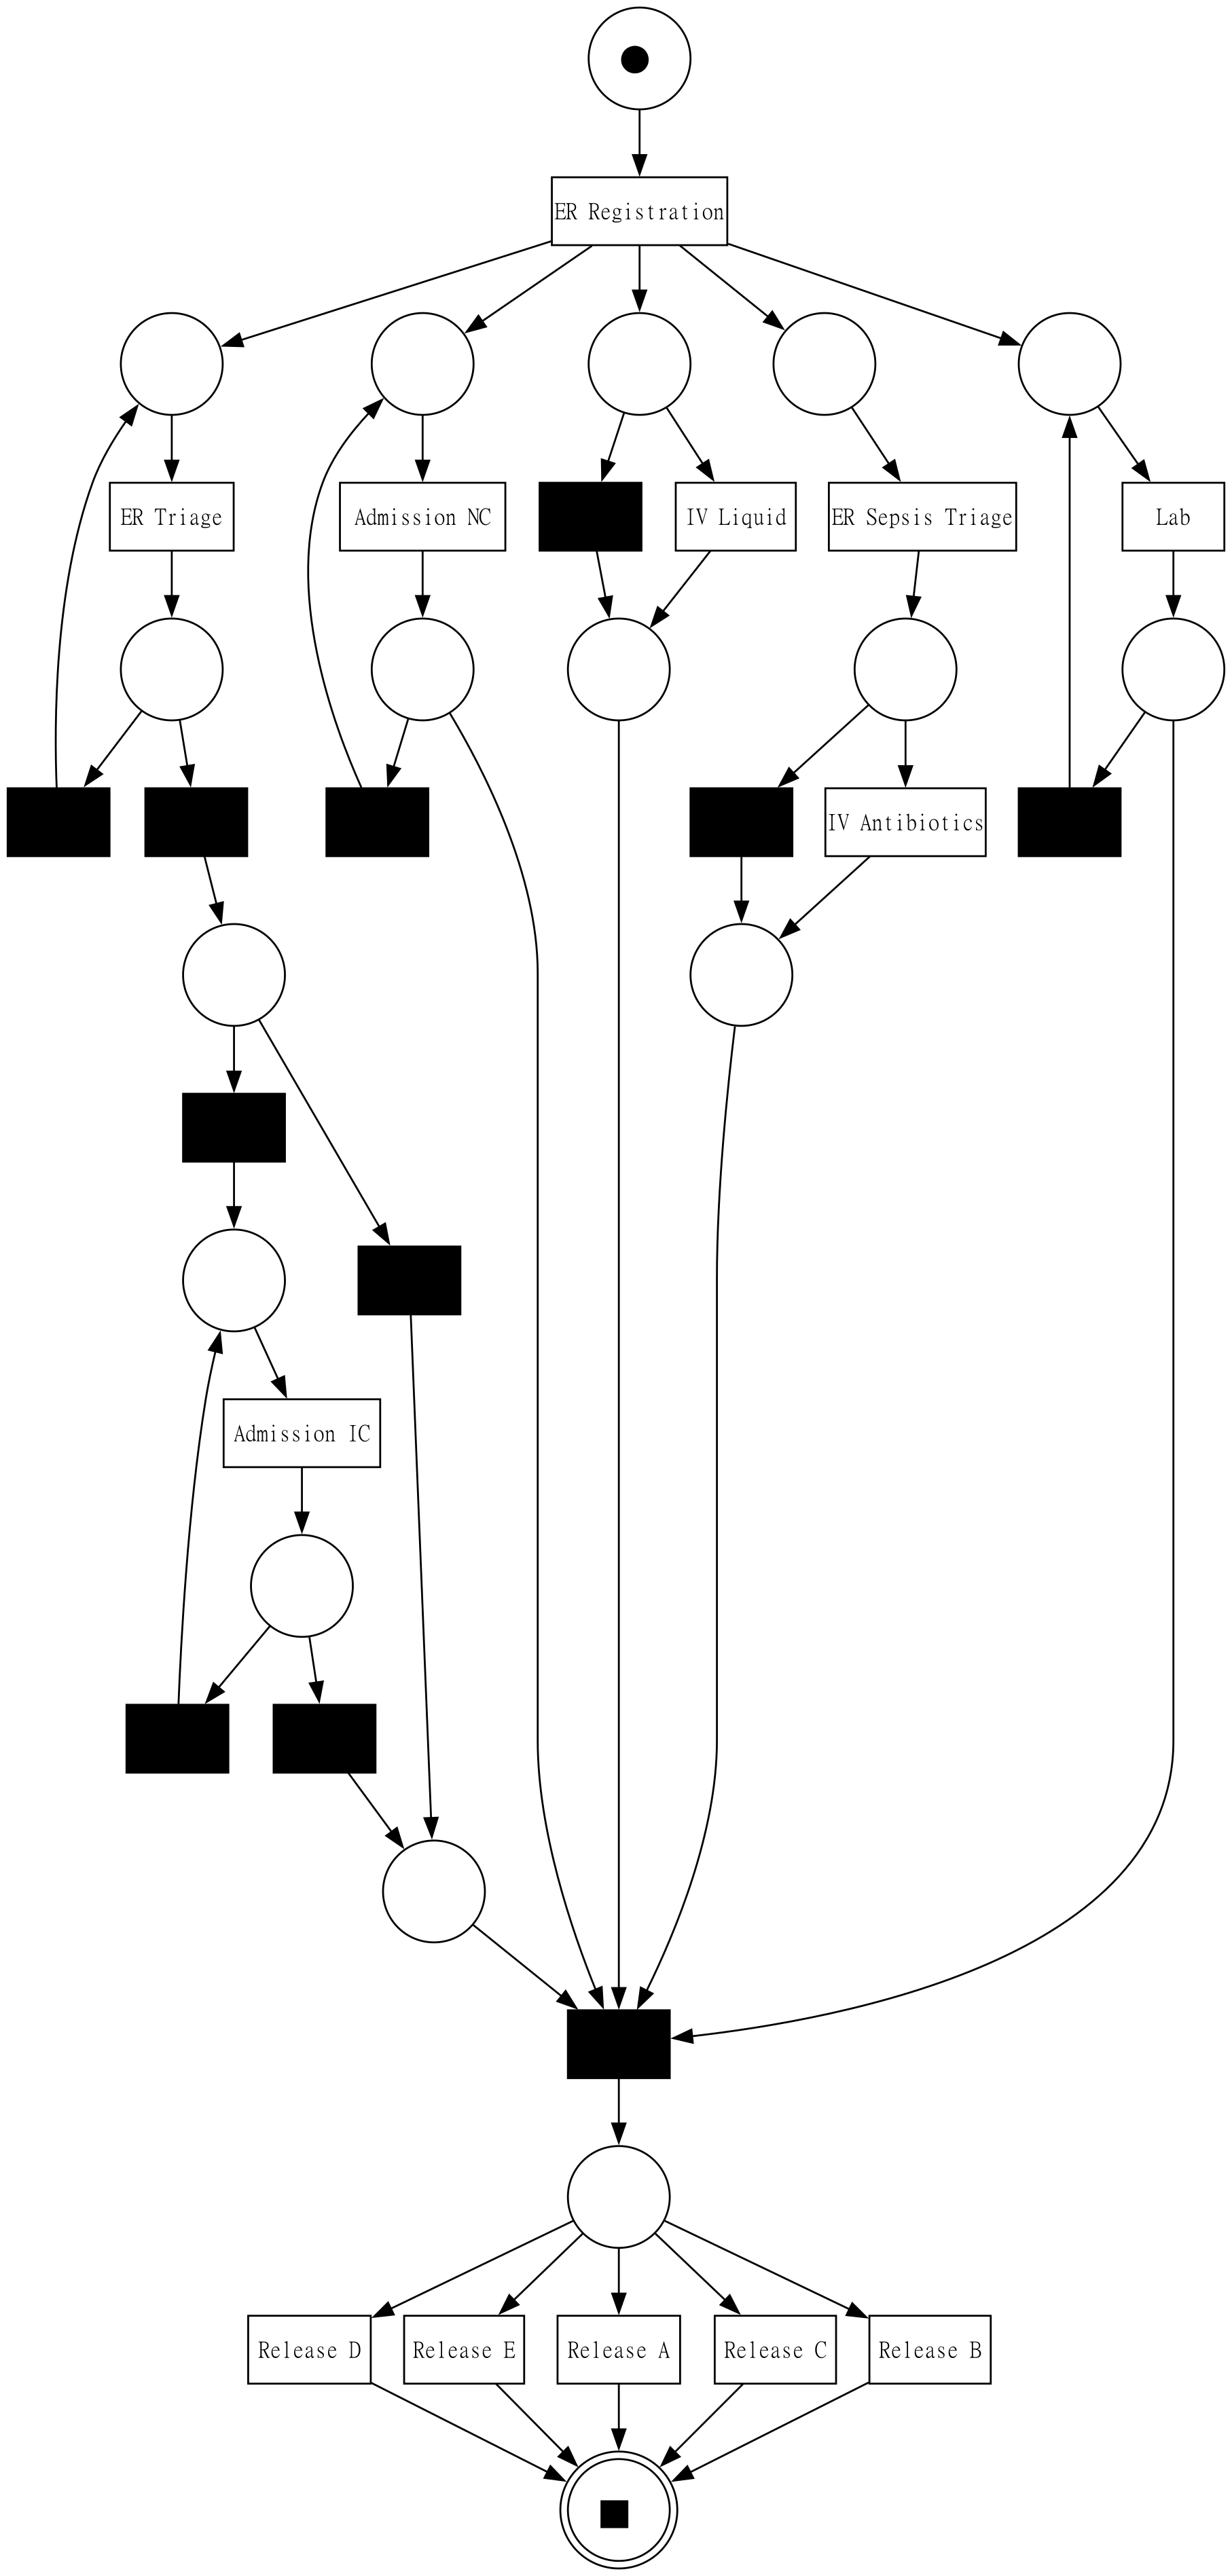 ER Registration
ER Triage
Admission NC
IV Liquid
ER Sepsis Triage
Lab
IV Antibiotics
Admission IC
Release D
Release E
Release A
Release C
Release B